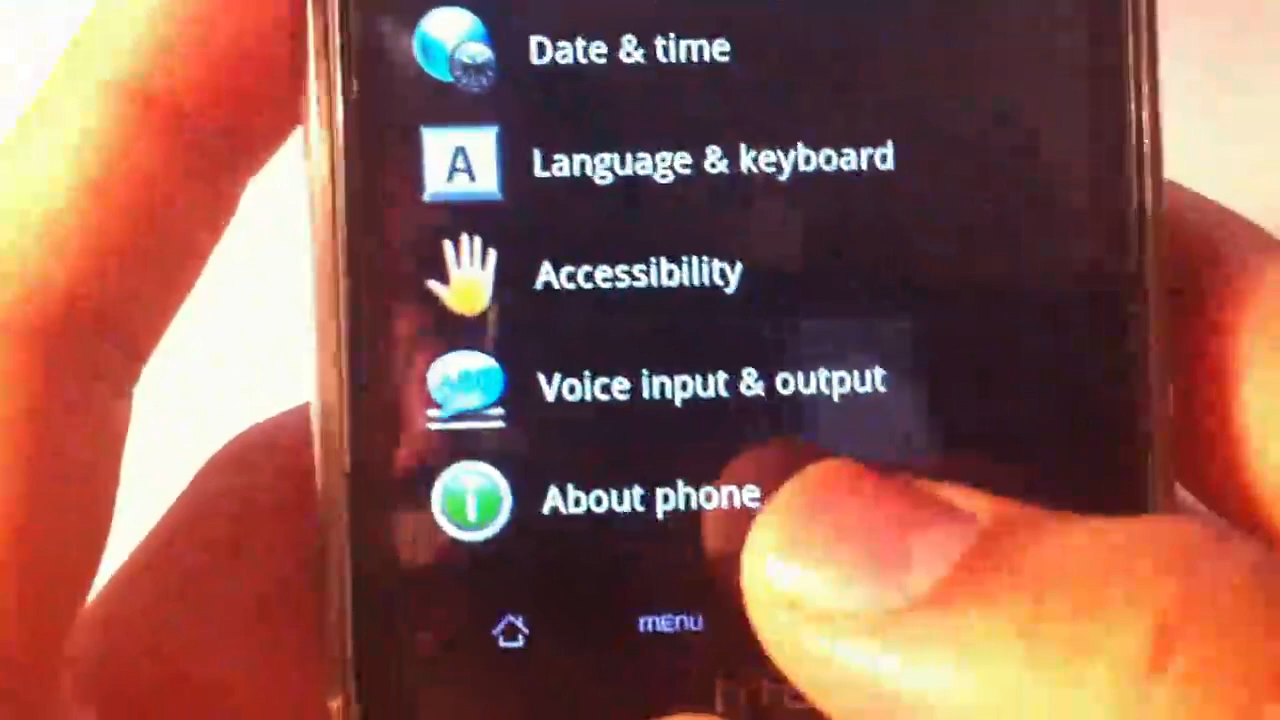 Date & time
A
Language & keyboard
Accessibility
Voice input & output
About phone
menu